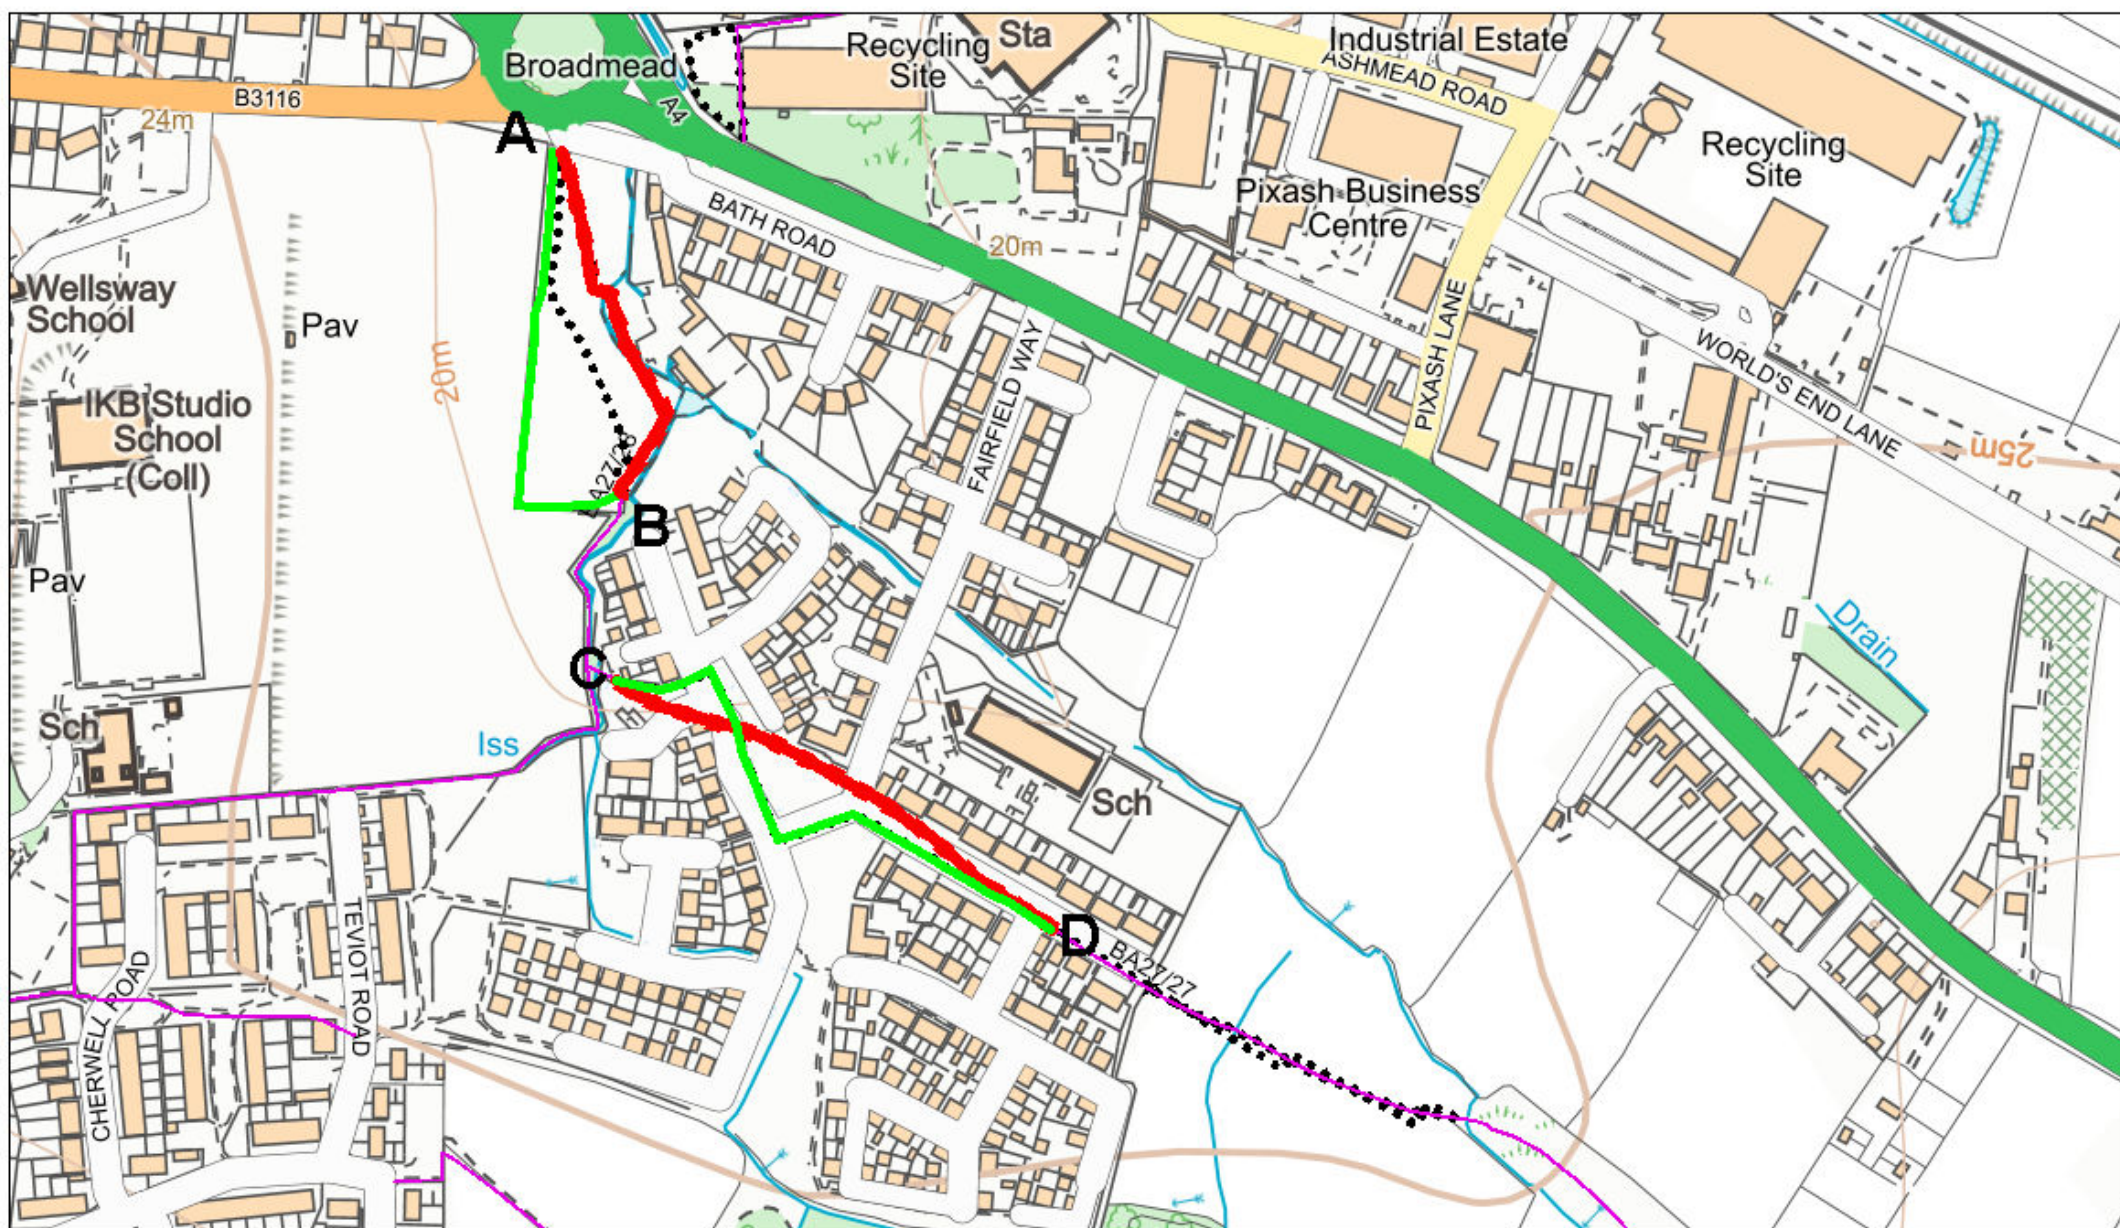 Broadmead
Recycling
Site
Sta
Industrial Estate
ASHMEAD ROAD
B3116
24m
A
A4
Recycling
Site
Pixash Business
Centre
BATH ROAD
20m
Wellsway
School
Pav
20m
IKB Studio
School
(Coll)
FAIRFIELD WAY
PIXASH LANE
WORLD'S END LANE
25m
A27/28
B
Pav
Drain
C
Sch
Iss
Sch
D
BA27/27
TEVIOT ROAD
CHERWELL ROAD